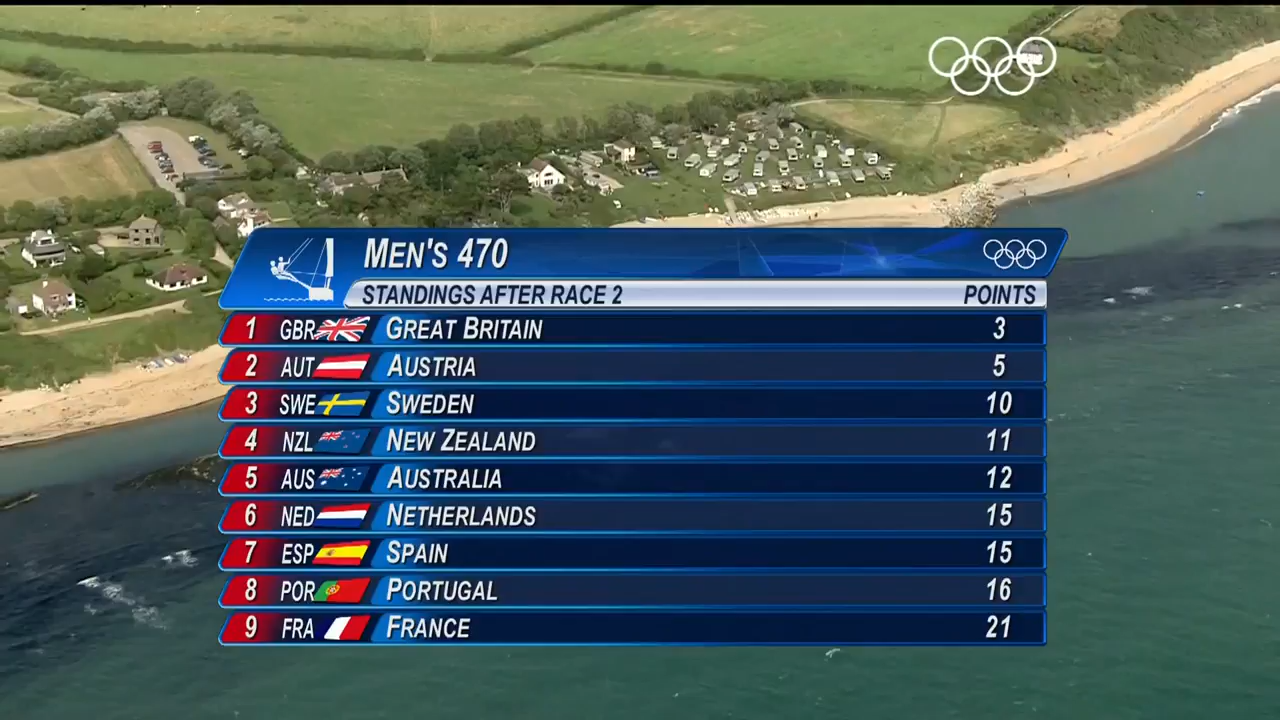 MEN'S 470
STANDINGS AFTER RACE 2 POINTS
1 GBR GREAT BRITAIN 3
2 AUT AUSTRIA 5
3 SWE SWEDEN 10
4 NZL NEW ZEALAND 11
5 AUS AUSTRALIA 12
6 NED NETHERLANDS 15
7 ESP SPAIN 15
8 POR PORTUGAL 16
9 FRA FRANCE 21